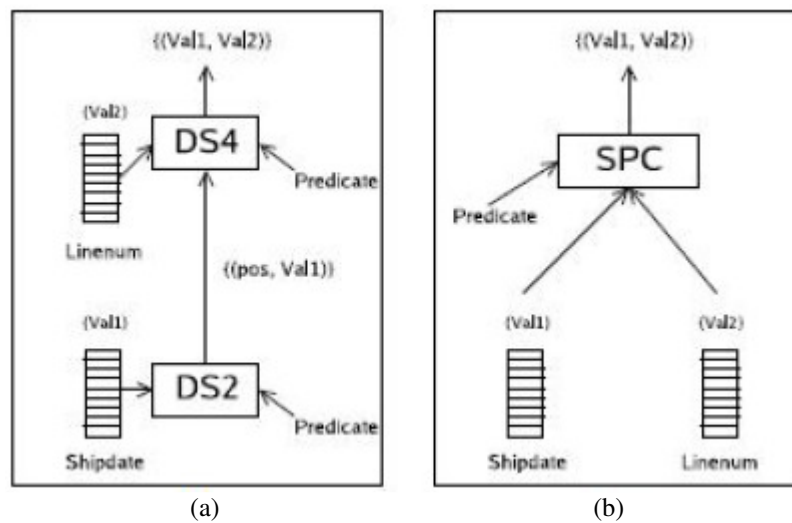 {(Val1, Val2)}
(Val2)
DS4
Predicate
Linenum
{(pos, Val1)}
(Val1)
DS2
Predicate
Shipdate
(a)
{(Val1, Val2)}
SPC
Predicate
(Val1)
(Val2)
Shipdate
Linenum
(b)